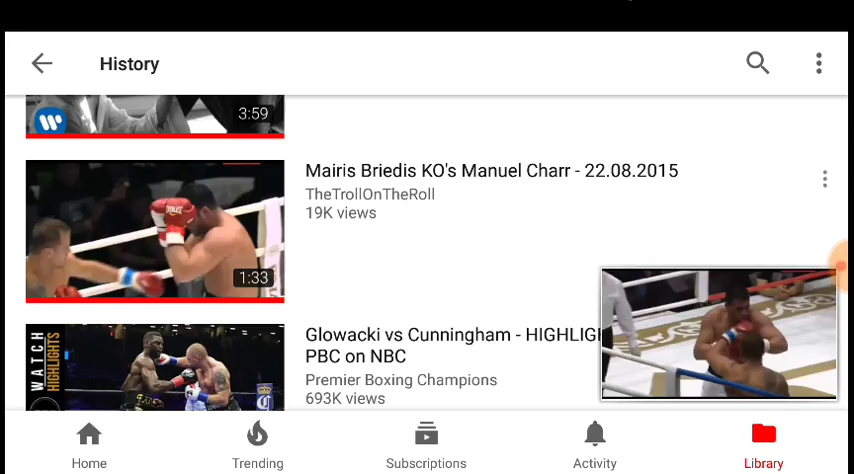 History
3:59
Mairis Briedis KO's Manuel Charr - 22.08.2015
TheTrollOnTheRoll
19K views
EVERLAST
1:33
WATCH
HIGHLIGHTS
Glowacki vs Cunningham - HIGHLIG
PBC on NBC
Premier Boxing Champions
693K views
Home
Trending
Subscriptions
Activity
Library